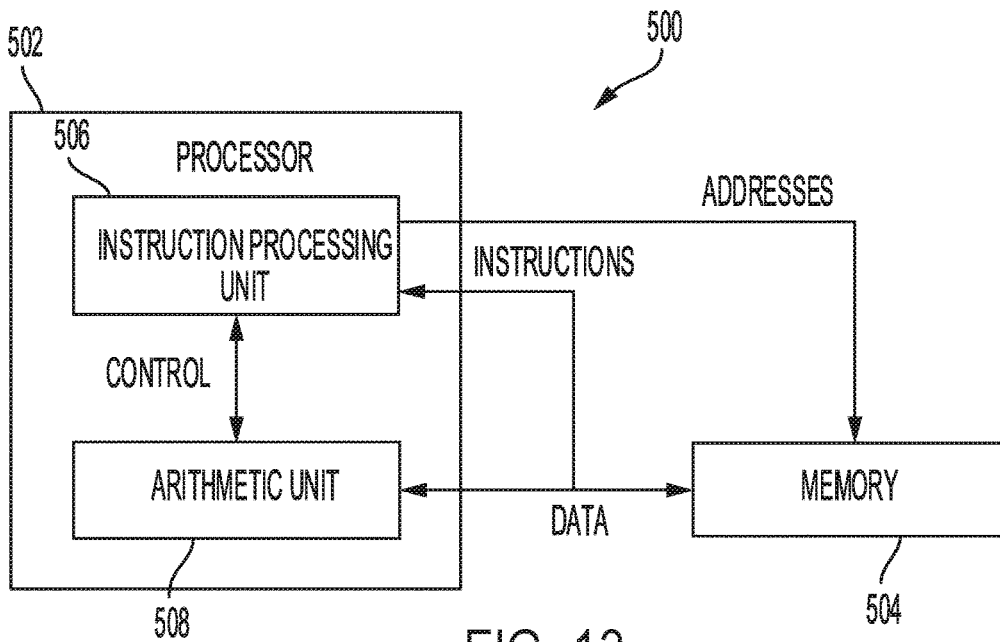 502
500
506
PROCESSOR
ADDRESSES
INSTRUCTION PROCESSING
UNIT
INSTRUCTIONS
CONTROL
ARITHMETIC UNIT
MEMORY
DATA
508
504